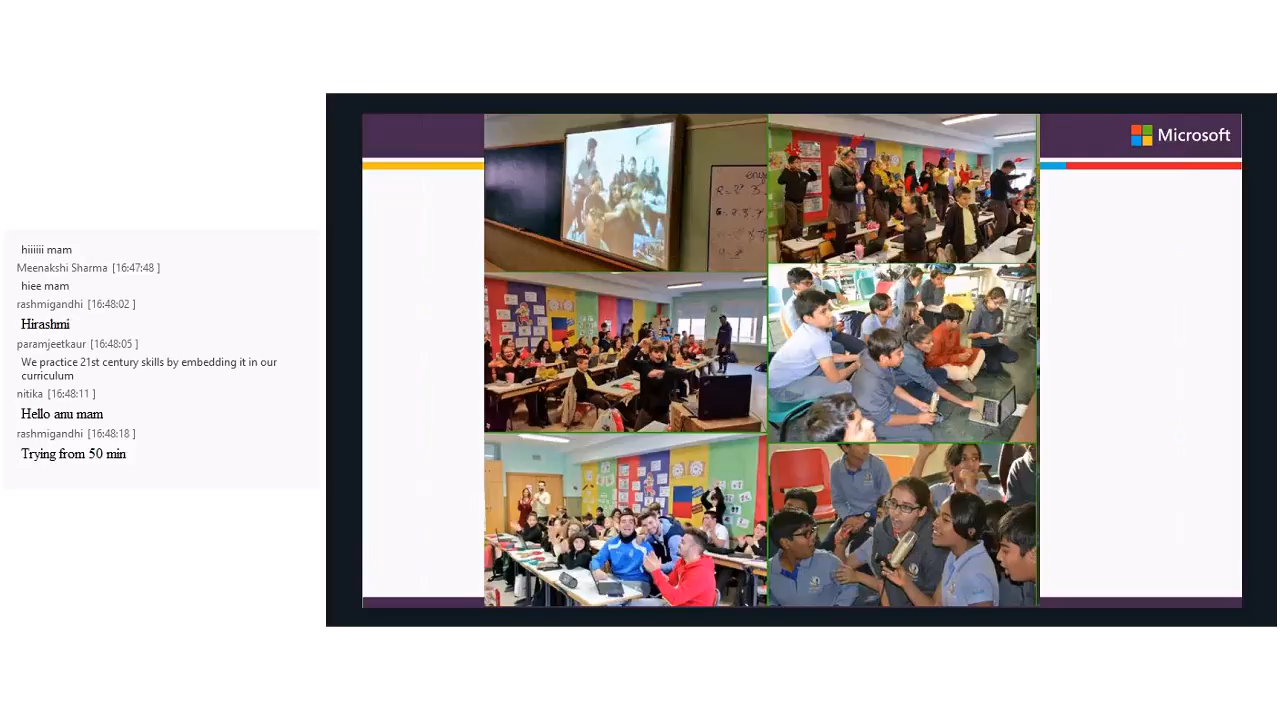 hiiiiii mam
Meenakshi Sharma [16:47:48 ]
hiee mam
rashmigandhi [16:48:02 ]
Hirashmi
paramjeetkaur [16:48:05 ]
We practice 21st century skills by embedding it in our
curriculum
nitika [16:48:11 ]
Hello anu mam
rashmigandhi [16:48:18 ]
Trying from 50 min
Microsoft